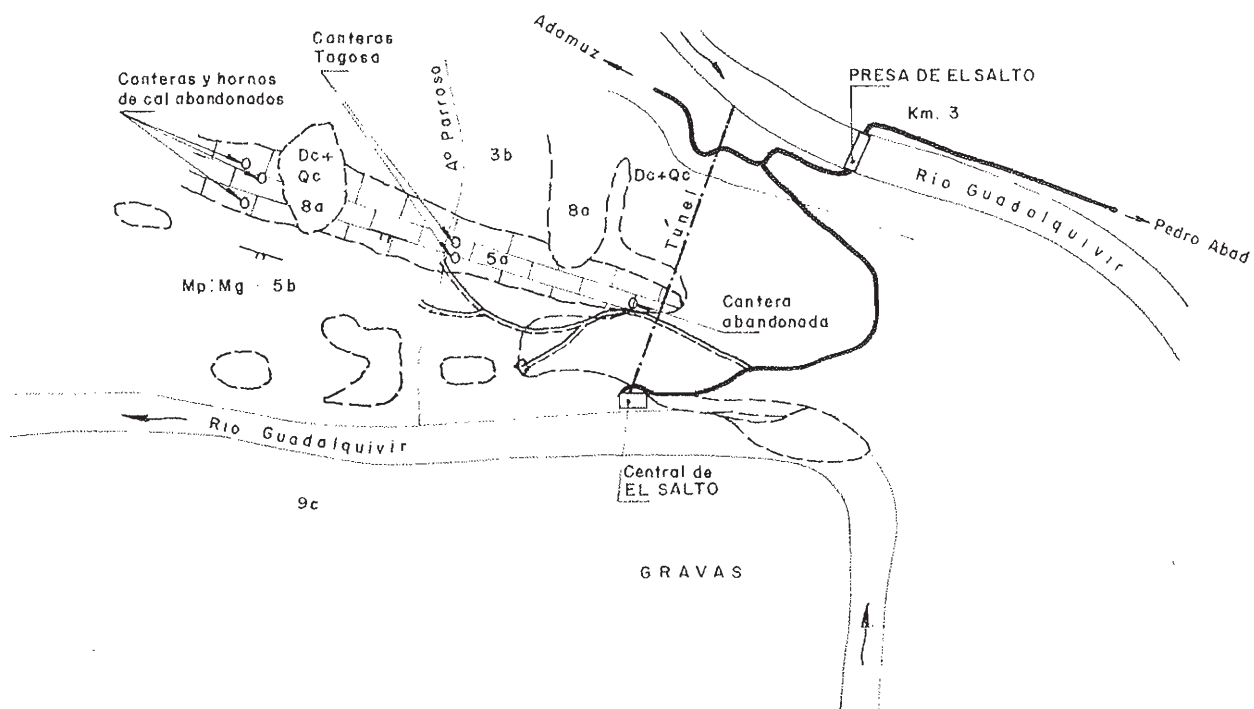 Adamuz
Canteras
Tagosa
Canteras y hornos
de cal abandonados
PRESA DE EL SALTO
Km. 3
Aº Parroso
3b
Dc+
Qc
8a
Dc+Qc
8a
Túnel
Río Guadalquivir
Pedro Abad
5a
Mp:Mg - 5b
Cantera
abandonada
Río Guadalquivir
Central de
EL SALTO
9c
GRAVAS